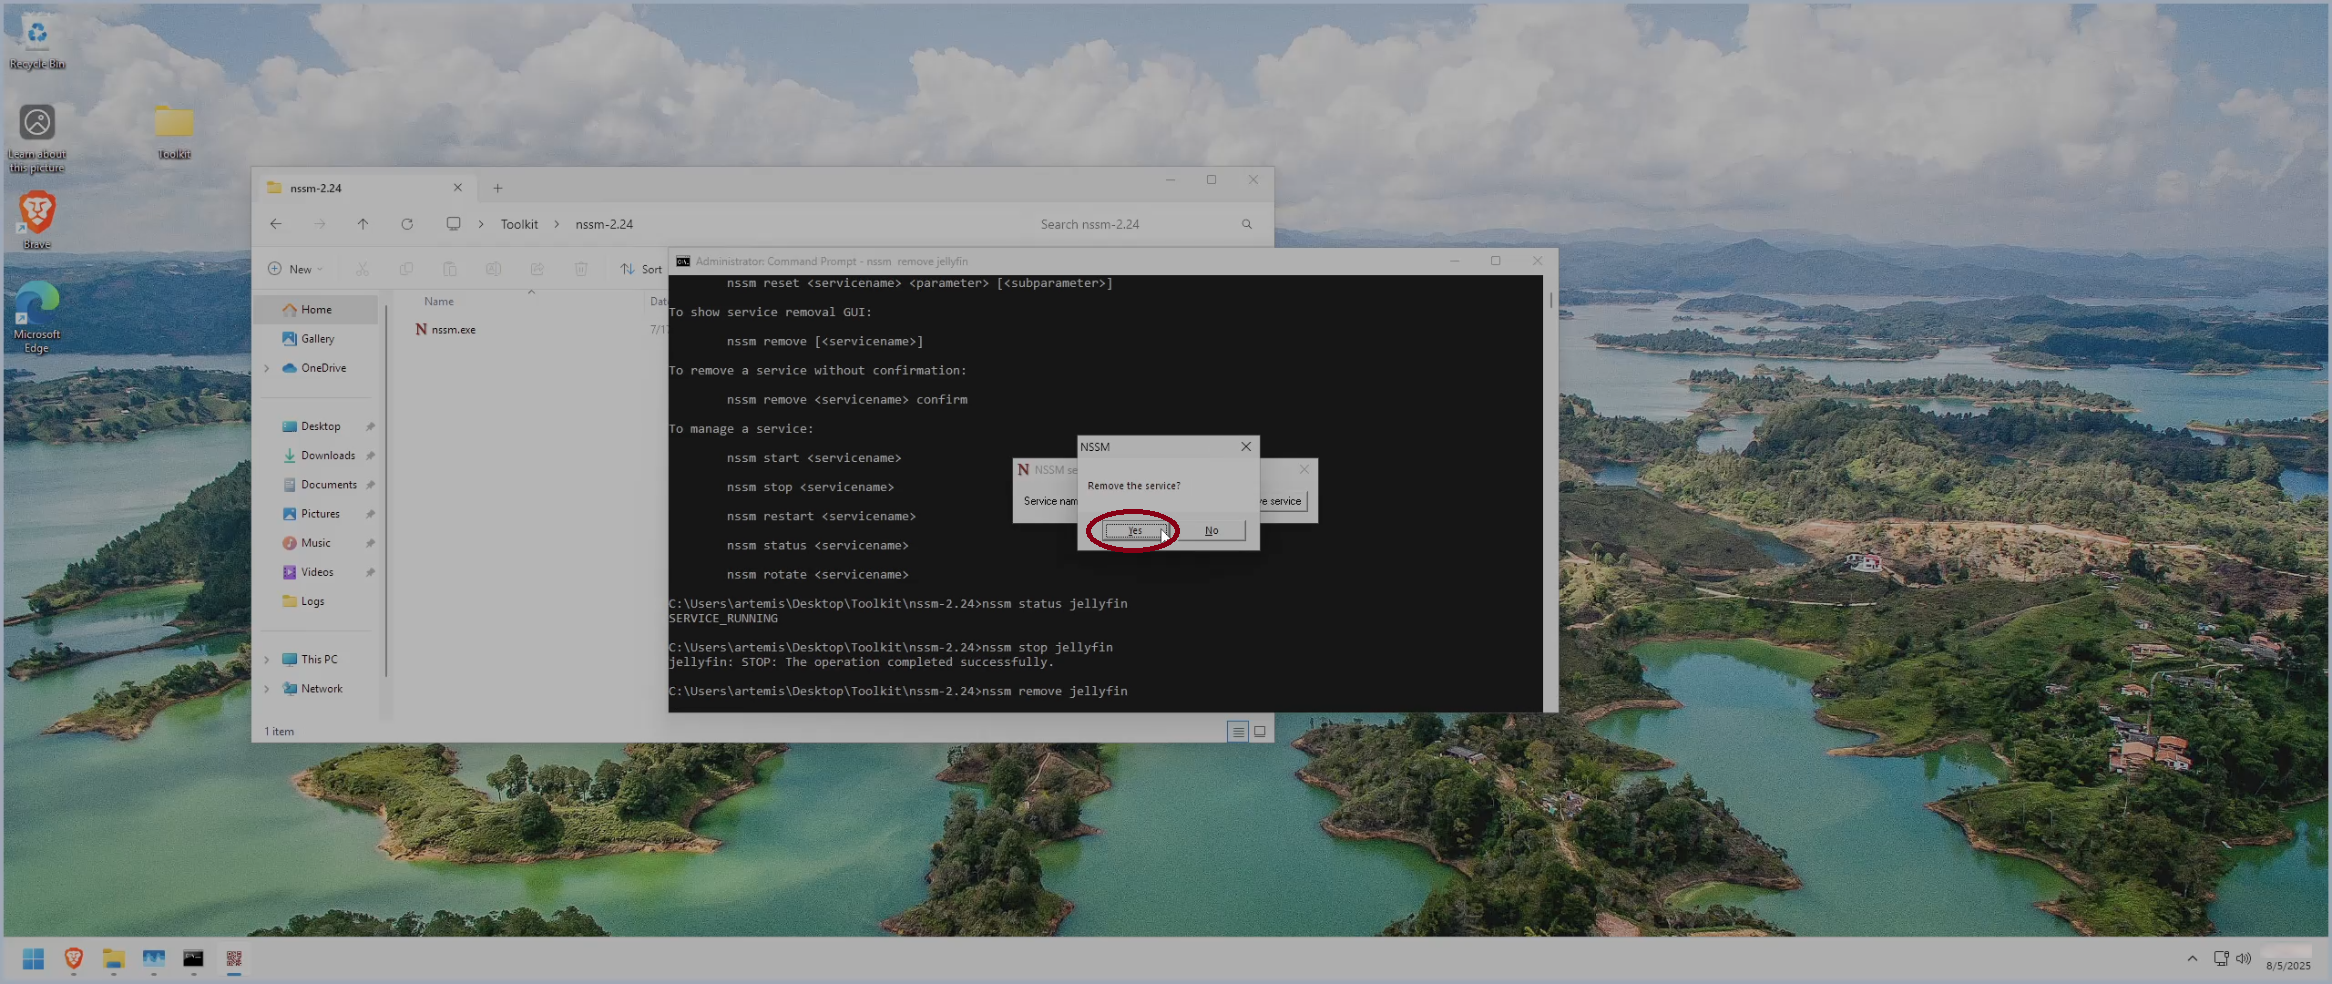 Recycle Bin
Learn about
this picture
Toolkit
Brave
Microsoft
Edge
nssm-2.24
Toolkit
nssm-2.24
Search nssm-2.24
New
Sort
Home
Gallery
OneDrive
Desktop
Downloads
Documents
Pictures
Music
Videos
Logs
This PC
Network
Name
nssm.exe
1 item
Administrator: Command Prompt - nssm  remove jellyfin
nssm reset <servicename> <parameter> [<subparameter>]
To show service removal GUI:
nssm remove [<servicename>]
To remove a service without confirmation:
nssm remove <servicename> confirm
To manage a service:
nssm start <servicename>
nssm stop <servicename>
nssm restart <servicename>
nssm status <servicename>
nssm rotate <servicename>
C:\Users\artemis\Desktop\Toolkit\nssm-2.24>nssm status jellyfin
SERVICE_RUNNING
C:\Users\artemis\Desktop\Toolkit\nssm-2.24>nssm stop jellyfin
jellyfin: STOP: The operation completed successfully.
C:\Users\artemis\Desktop\Toolkit\nssm-2.24>nssm remove jellyfin
NSSM
Service
service
NSSM
Remove the service?
Yes
No
8/5/2025